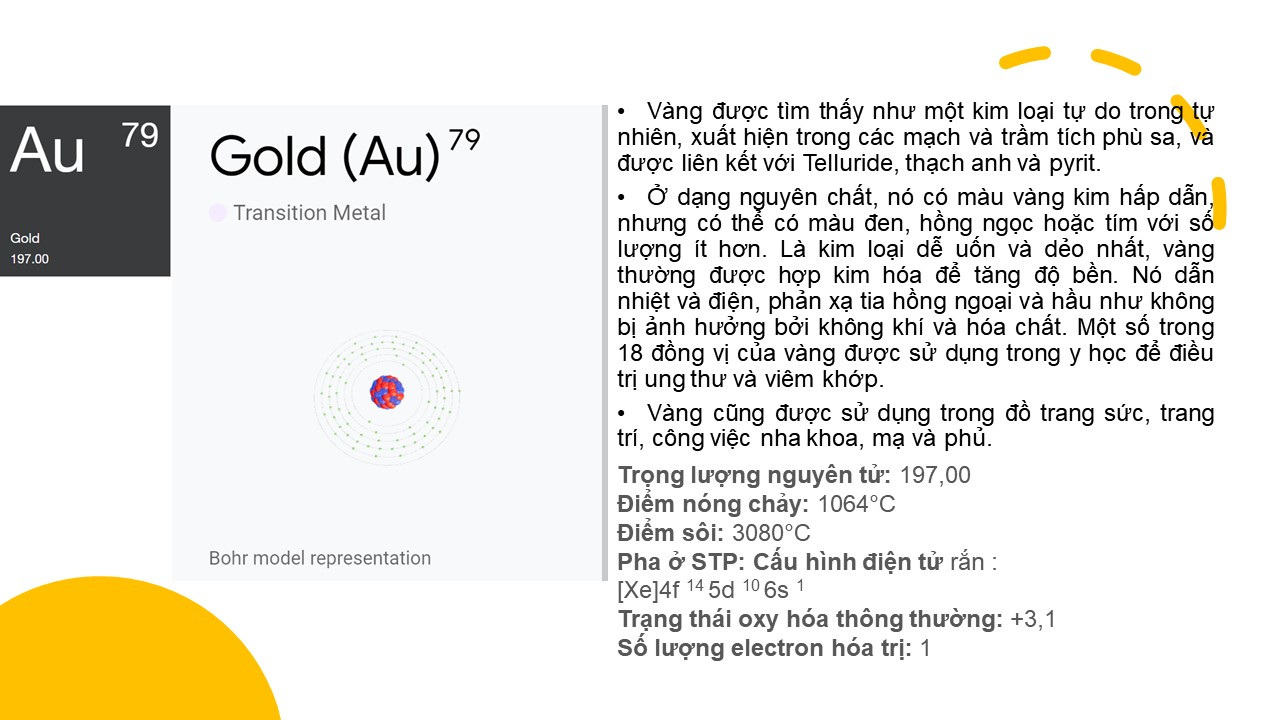 Au 79
Gold
197.00
Gold (Au) 79
Transition Metal
Bohr model representation
• Vàng được tìm thấy như một kim loại tự do trong tự
nhiên, xuất hiện trong các mạch và trầm tích phù sa, và
được liên kết với Telluride, thạch anh và pyrit.
• Ở dạng nguyên chất, nó có màu vàng kim hấp dẫn,
nhưng có thể có màu đen, hồng ngọc hoặc tím với số
lượng ít hơn. Là kim loại dễ uốn và dẻo nhất, vàng
thường được hợp kim hóa để tăng độ bền. Nó dẫn
nhiệt và điện, phản xạ tia hồng ngoại và hầu như không
bị ảnh hưởng bởi không khí và hóa chất. Một số trong
18 đồng vị của vàng được sử dụng trong y học để điều
trị ung thư và viêm khớp.
• Vàng cũng được sử dụng trong đồ trang sức, trang
trí, công việc nha khoa, mạ và phủ.
Trọng lượng nguyên tử: 197,00
Điểm nóng chảy: 1064°C
Điểm sôi: 3080°C
Pha ở STP: Cấu hình điện tử rắn :
[Xe]4f 14 5d 10 6s 1
Trạng thái oxy hóa thông thường: +3,1
Số lượng electron hóa trị: 1